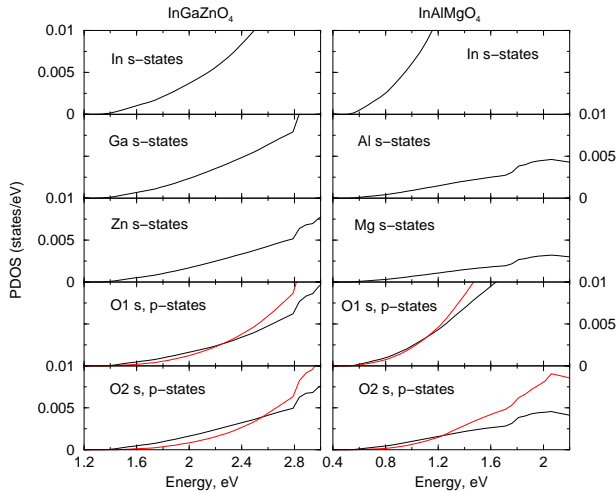 InGaZnO₄ InAlMgO₄
0.01 In s−states In s−states
0.005
0.01
Ga s−states Al s−states 0.005
0.01
Zn s−states Mg s−states
0.005
0 0.01
O1 s, p−states O1 s, p−states 0.005
0.01 0
O2 s, p−states O2 s, p−states
0.005
0
1.2 1.6 2 2.4 2.8 0.4 0.8 1.2 1.6 2
Energy, eV Energy, eV
PDOS (states/eV)